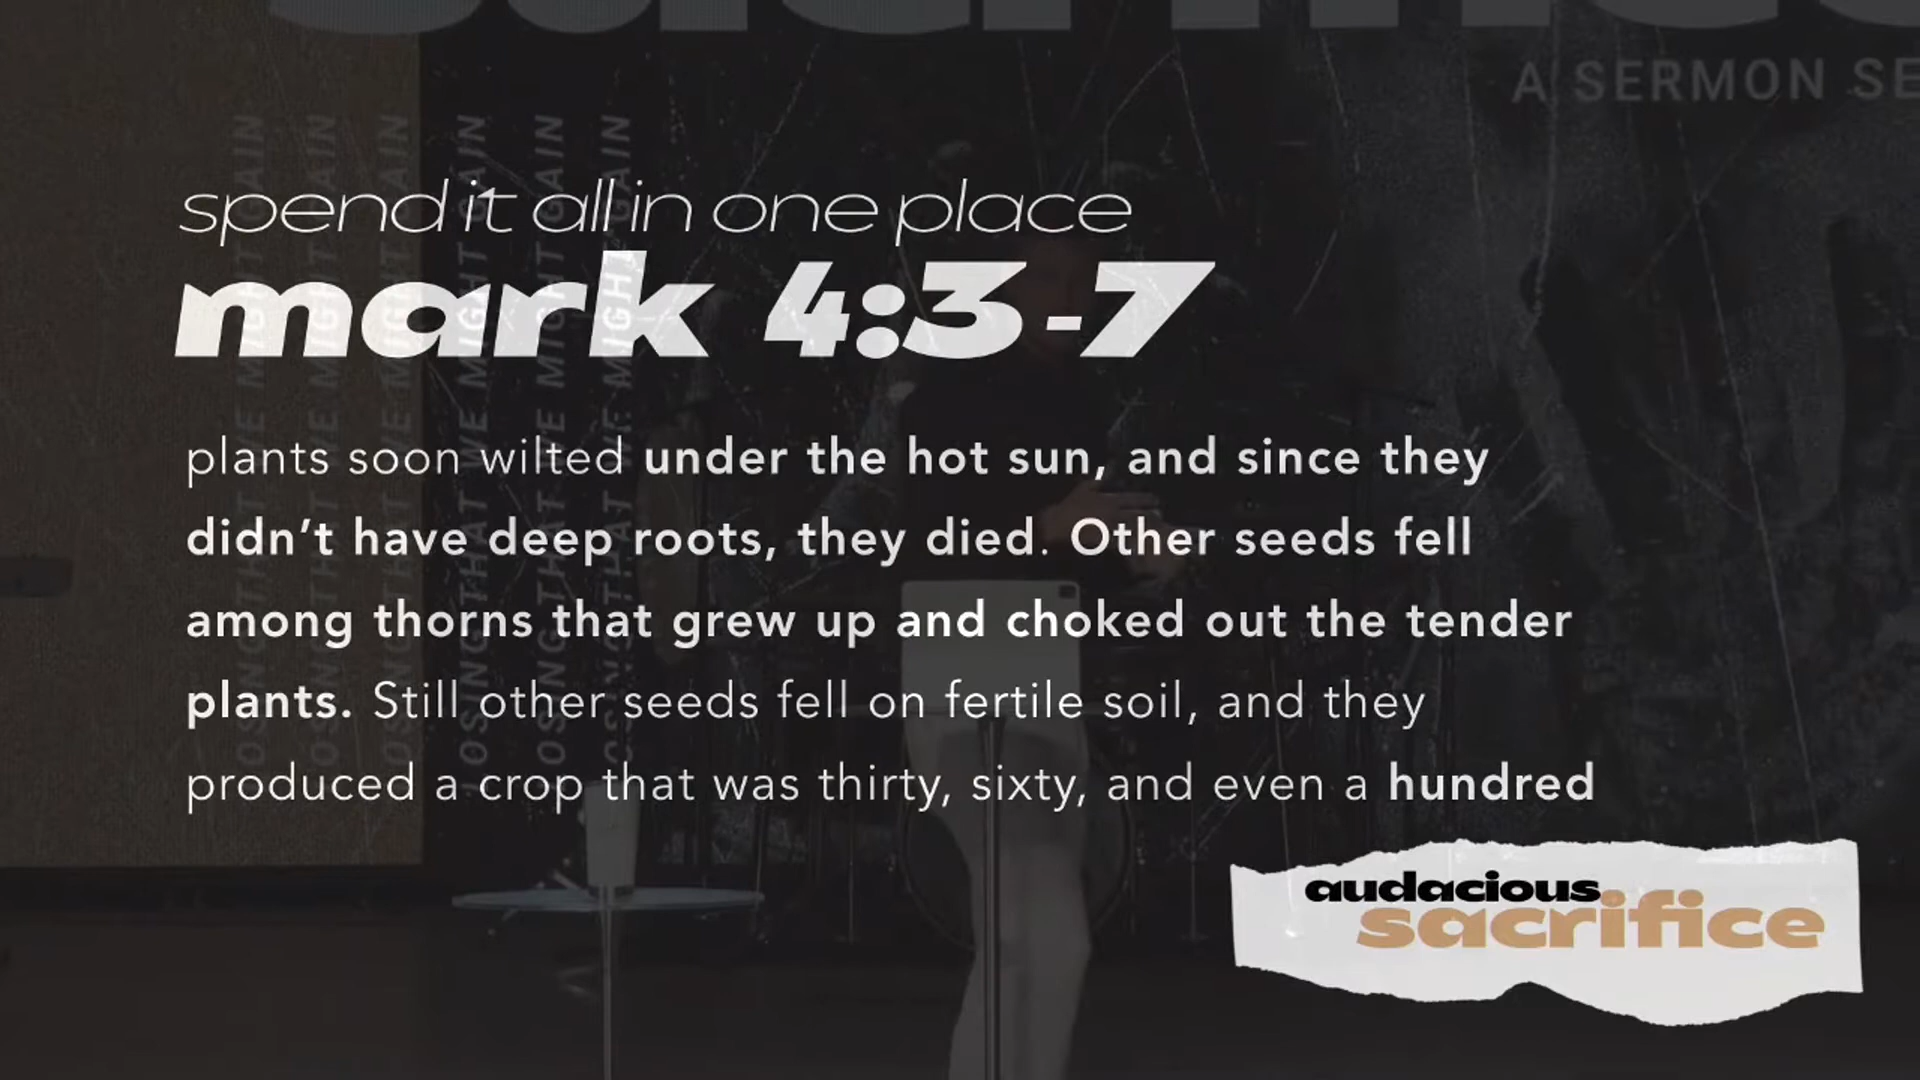 A SERMON SE
spend it all in one place
mark 4:3-7
plants soon wilted under the hot sun, and since they
didn’t have deep roots, they died. Other seeds fell
among thorns that grew up and choked out the tender
plants. Still other seeds fell on fertile soil, and they
produced a crop that was thirty, sixty, and even a hundred
audacious
sacrifice